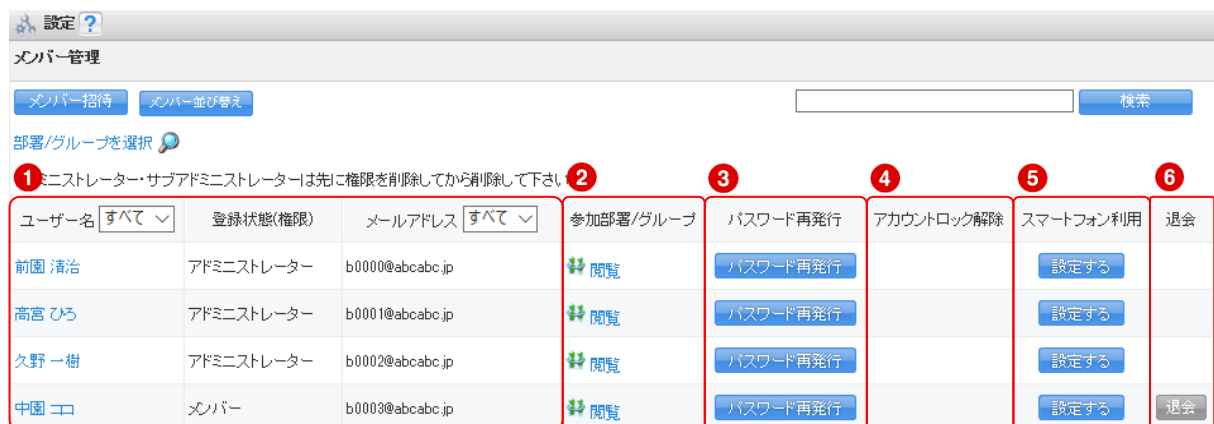 設定 ?
メンバー管理
メンバー招待 メンバー並び替え 検索
部署/グループを選択
1 ミニストレーター・サブアドミニストレーターは先に権限を削除してから削除して下さい 2 3 4 5 6
ユーザー名 すべて 登録状態(権限) メールアドレス すべて 参加部署/グループ パスワード再発行 アカウントロック解除 スマートフォン利用 退会
前園 清治 アドミニストレーター b0000@abcabc.jp 閲覧 パスワード再発行 設定する
高宮 ひろ アドミニストレーター b0001@abcabc.jp 閲覧 パスワード再発行 設定する
久野 一樹 アドミニストレーター b0002@abcabc.jp 閲覧 パスワード再発行 設定する
中園 ココ メンバー b0003@abcabc.jp 閲覧 パスワード再発行 設定する 退会